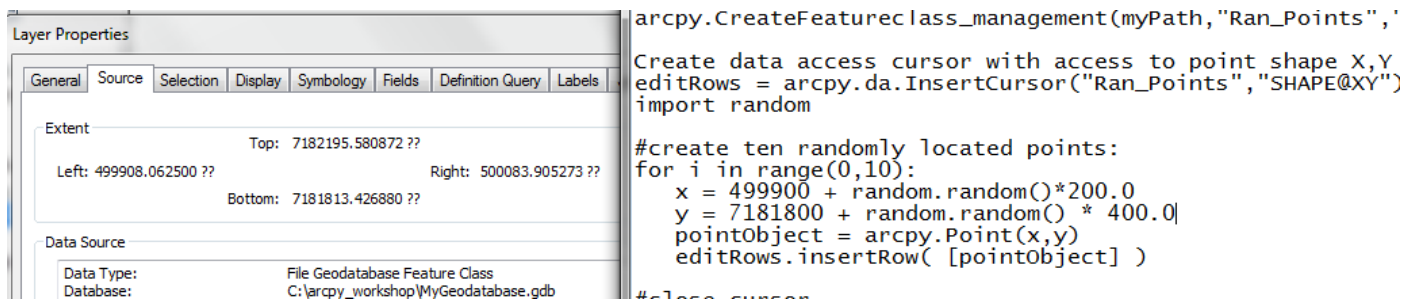 Layer Properties
General Source Selection Display Symbology Fields Definition Query Labels
Extent
Top: 7182195.580872 ??
Left: 499908.062500 ?? Right: 500083.905273 ??
Bottom: 7181813.426880 ??
Data Source
Data Type: File Geodatabase Feature Class
Database: C:\arcpy_workshop\MyGeodatabase.gdb
arcpy.CreateFeatureclass_management(myPath,"Ran_Points",'
Create data access cursor with access to point shape X,Y
editRows = arcpy.da.InsertCursor("Ran_Points","SHAPE@XY")
import random
#create ten randomly located points:
for i in range(0,10):
x = 499900 + random.random()*200.0
y = 7181800 + random.random() * 400.0
pointObject = arcpy.Point(x,y)
editRows.insertRow( [pointObject] )
#close cursor